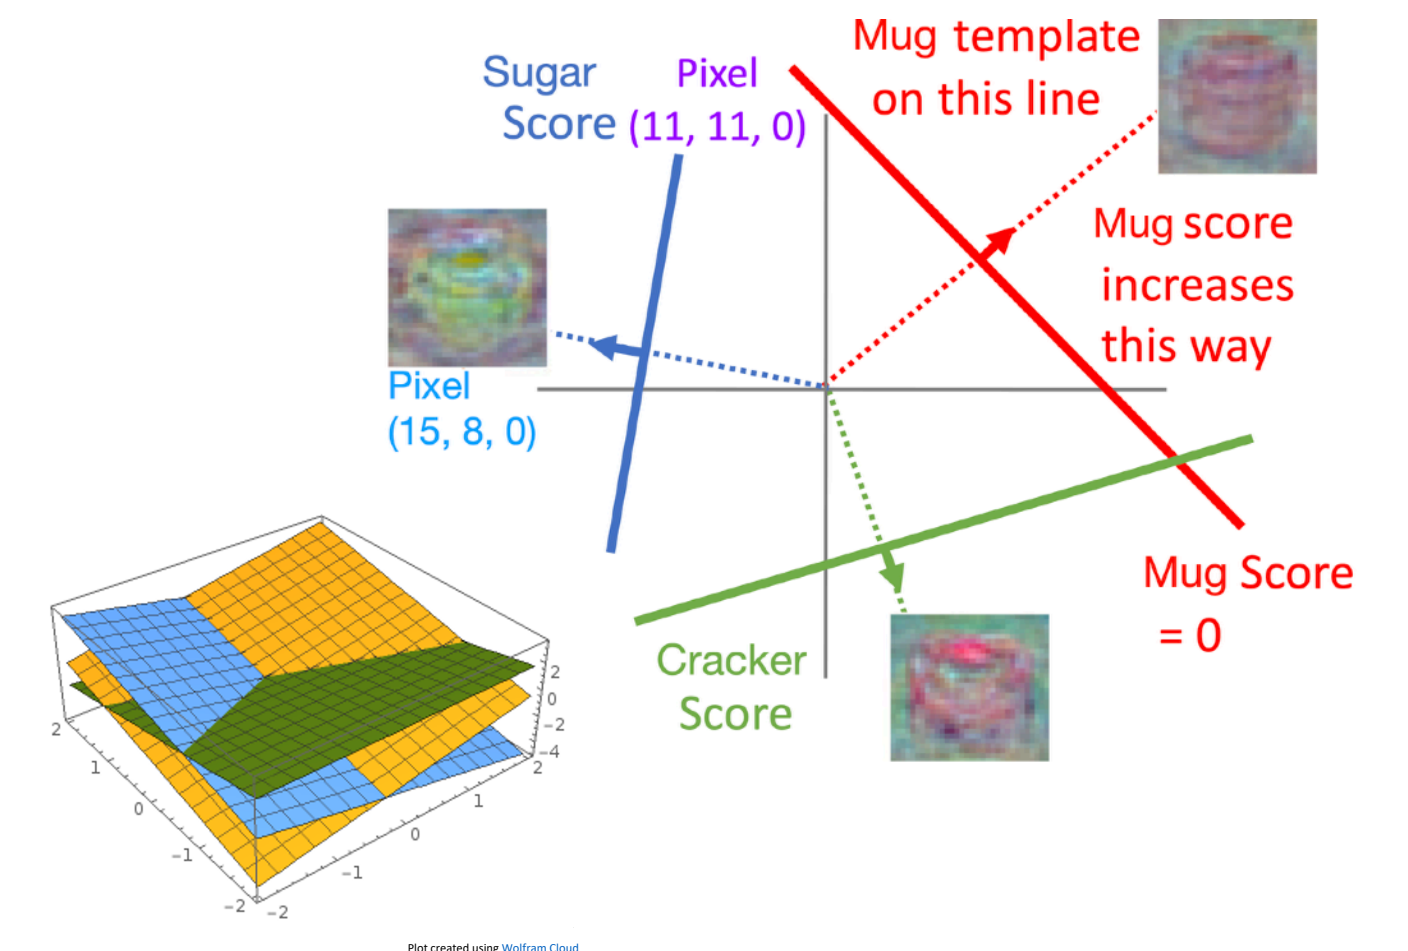 Mug template
on this line
Sugar
Score
Pixel
(11, 11, 0)
Mug score
increases
this way
Pixel
(15, 8, 0)
Mug Score
= 0
Cracker
Score
2
1
0
−1
−2
−2
−1
0
1
2
2
0
−2
−4
Plot created using Wolfram Cloud